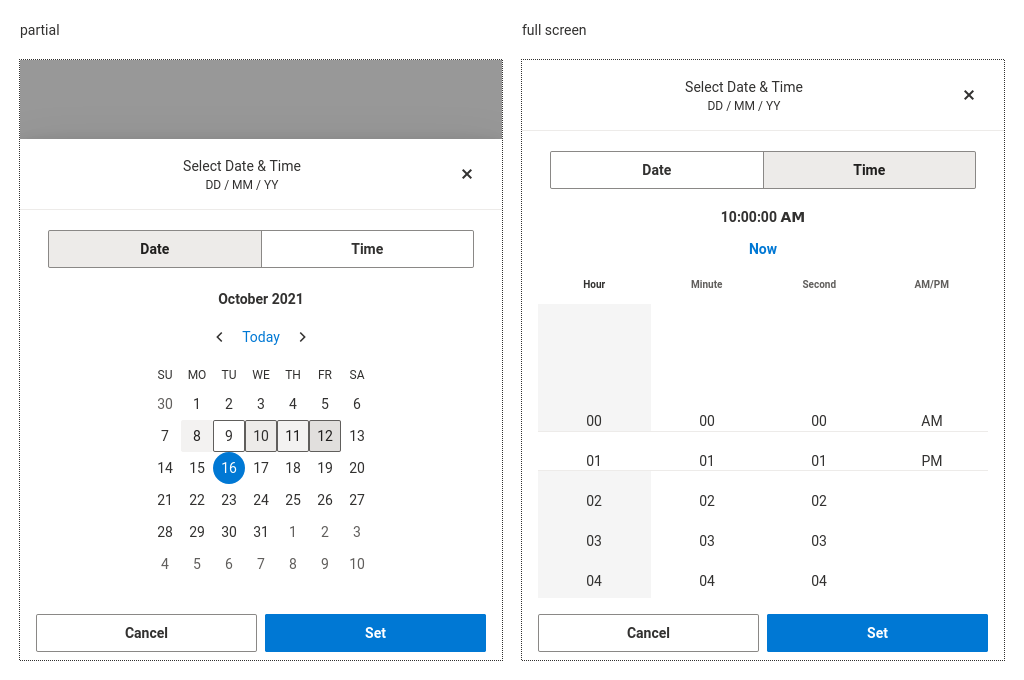 partial
Select Date & Time
DD / MM / YY
Date Time
October 2021
Today
SU MO TU WE TH FR SA
30 1 2 3 4 5 6
7 8 9 10 11 12 13
14 15 16 17 18 19 20
21 22 23 24 25 26 27
28 29 30 31 1 2 3
4 5 6 7 8 9 10
Cancel Set
full screen
Select Date & Time
DD / MM / YY
Date Time
10:00:00 AM
Now
Hour Minute Second AM/PM
00 00 00 AM
01 01 01 PM
02 02 02
03 03 03
04 04 04
Cancel Set